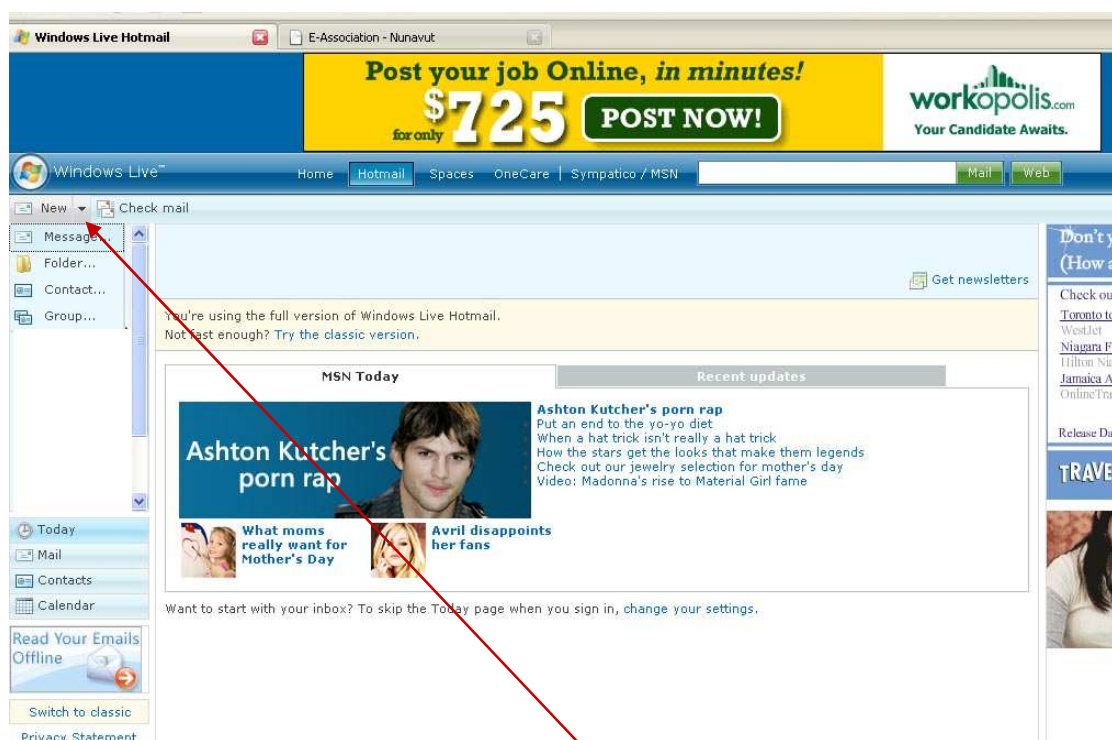 Windows Live Hotmail
E-Association - Nunavut
Post your job Online, in minutes!
for only $725 POST NOW!
workopolis.com
Your Candidate Awaits.
Windows Live™
Home Hotmail Spaces OneCare | Sympatico / MSN Mail Web
New Check mail
Message...
Folder...
Contact...
Group...
Get newsletters
You're using the full version of Windows Live Hotmail.
Not fast enough? Try the classic version.
MSN Today Recent updates
Ashton Kutcher's
porn rap
Ashton Kutcher's porn rap
Put an end to the yo-yo diet
When a hat trick isn't really a hat trick
How the stars get the looks that make them legends
Check out our jewelry selection for mother's day
Video: Madonna's rise to Material Girl fame
What moms
really want for
Mother's Day
Avril disappoints
her fans
Want to start with your inbox? To skip the Today page when you sign in, change your settings.
Today
Mail
Contacts
Calendar
Read Your Emails
Offline
Switch to classic
Privacy Statement
Don't
(How
Check
Toronto
WestJet
Niagara
Hilton
Jamaica
Release